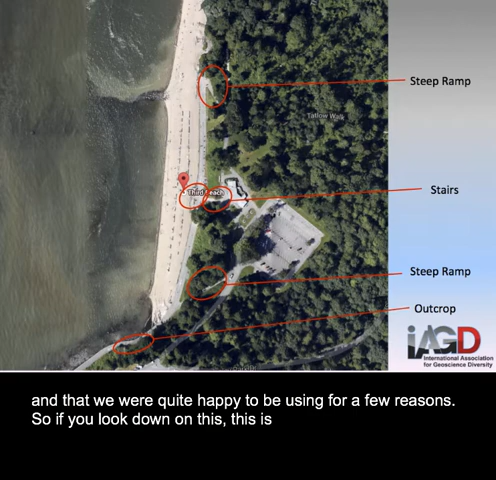 Steep Ramp
Tatlow Walk
Third Beach
Stairs
Steep Ramp
Outcrop
iAGD
International Association
for Geoscience Diversity
and that we were quite happy to be using for a few reasons.
So if you look down on this, this is